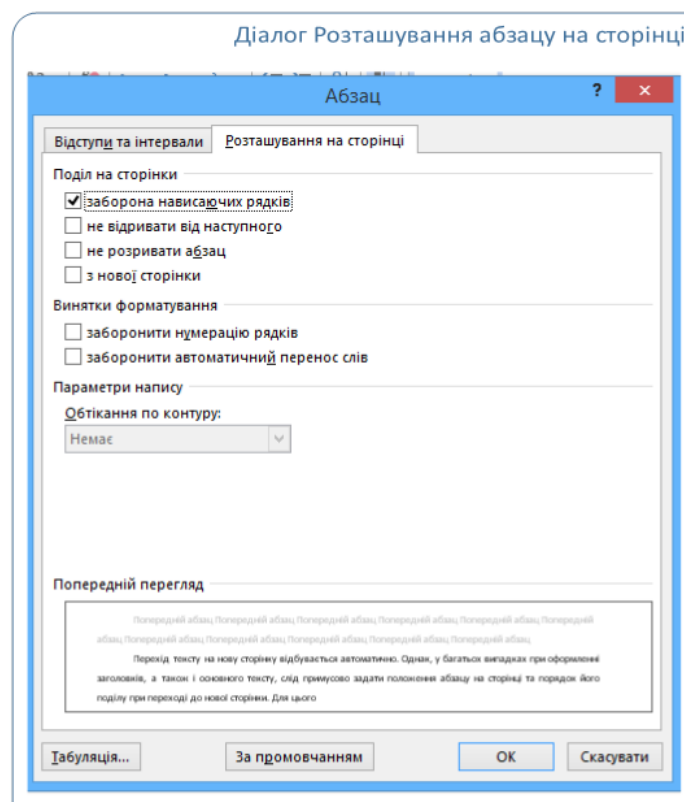 Діалог Розташування абзацу на сторінці
Абзац
?
Відступи та інтервали
Розташування на сторінці
Поділ на сторінки
заборона нависаючих рядків
не відривати від наступного
не розривати абзац
з нової сторінки
Винятки форматування
заборонити нумерацію рядків
заборонити автоматичний перенос слів
Параметри напису
Обтікання по контуру:
Немає
Попередній перегляд
Попередній абзац Попередній абзац Попередній абзац Попередній абзац Попередній абзац Попередній
абзац Попередній абзац Попередній абзац Попередній абзац Попередній абзац Попередній абзац
Перехід тексту на нову сторінку відбувається автоматично. Однак, у багатьох випадках при оформленні
заголовків, а також і основного тексту, слід примусово задати положення абзацу на сторінці та порядок його
поділу при переході до нової сторінки. Для цього
Табуляція...
За промовчанням
ОК
Скасувати